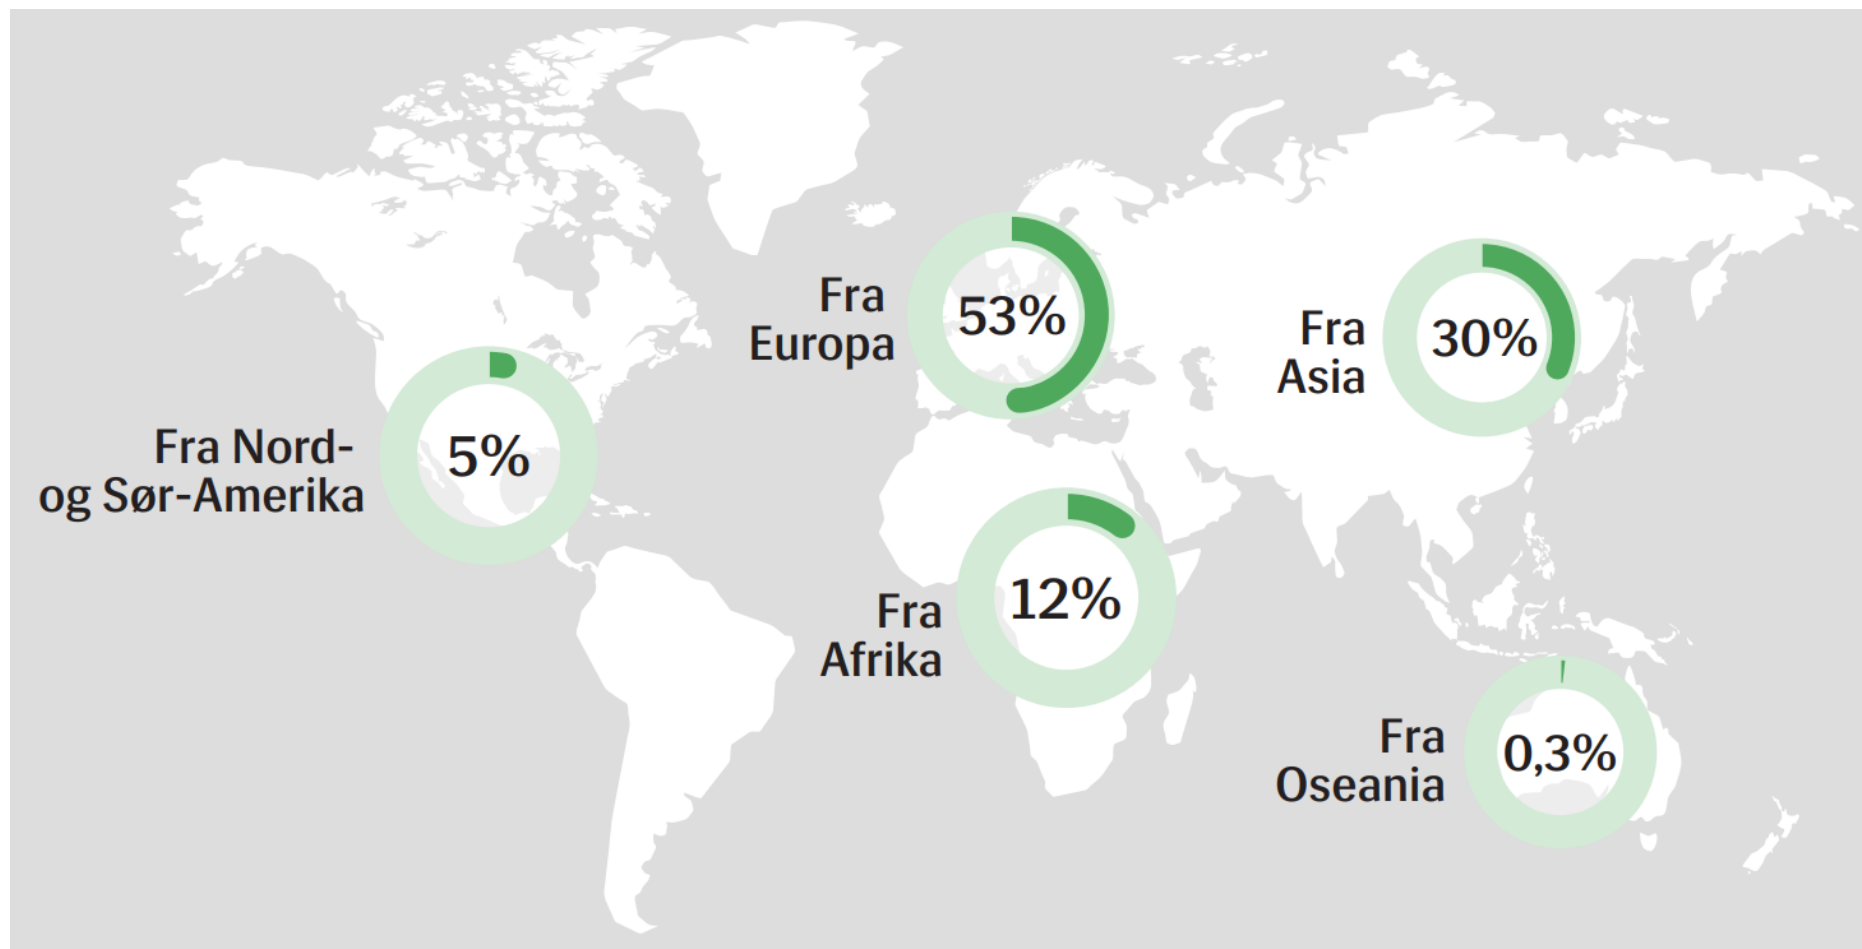 Fra
Europa
53%
Fra
Asia
30%
Fra Nord-
og Sør-Amerika
5%
Fra
Afrika
12%
Fra
Oseania
0,3%